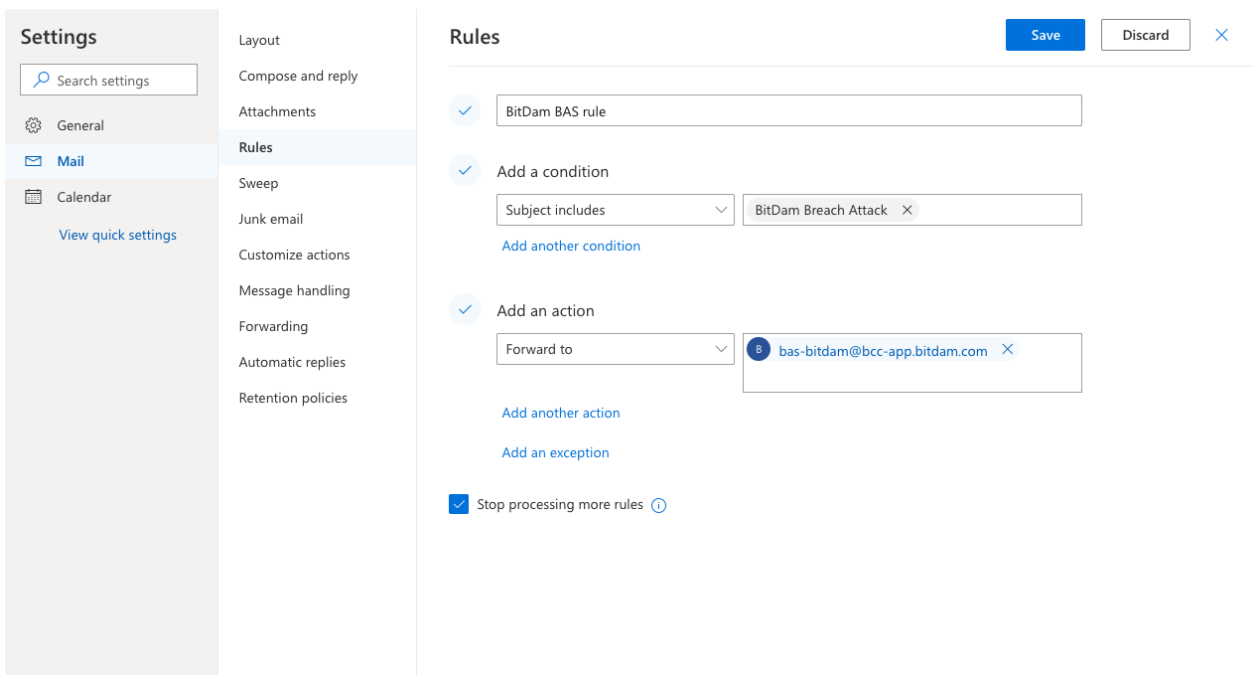 Settings
Search settings
General
Mail
Calendar
View quick settings
Layout
Compose and reply
Attachments
Rules
Sweep
Junk email
Customize actions
Message handling
Forwarding
Automatic replies
Retention policies
Rules
Save
Discard
BitDam BAS rule
Add a condition
Subject includes
BitDam Breach Attack
Add another condition
Add an action
Forward to
B
bas-bitdam@bcc-app.bitdam.com
Add another action
Add an exception
Stop processing more rules